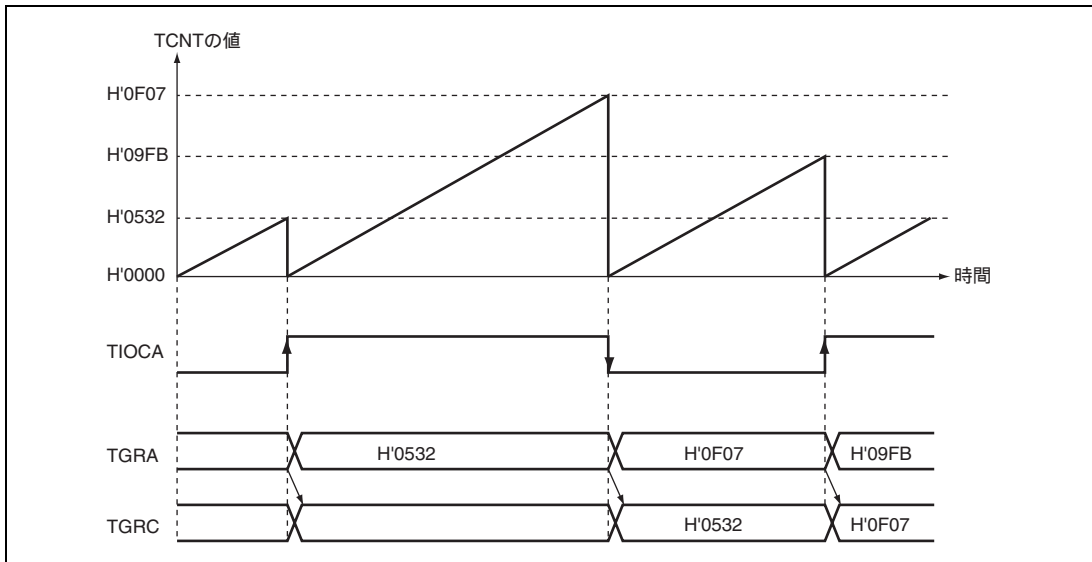 TCNTの値
H'0F07
H'09FB
H'0532
H'0000
時間
TIOCA
TGRA
H'0532
H'0F07
H'09FB
TGRC
H'0532
H'0F07